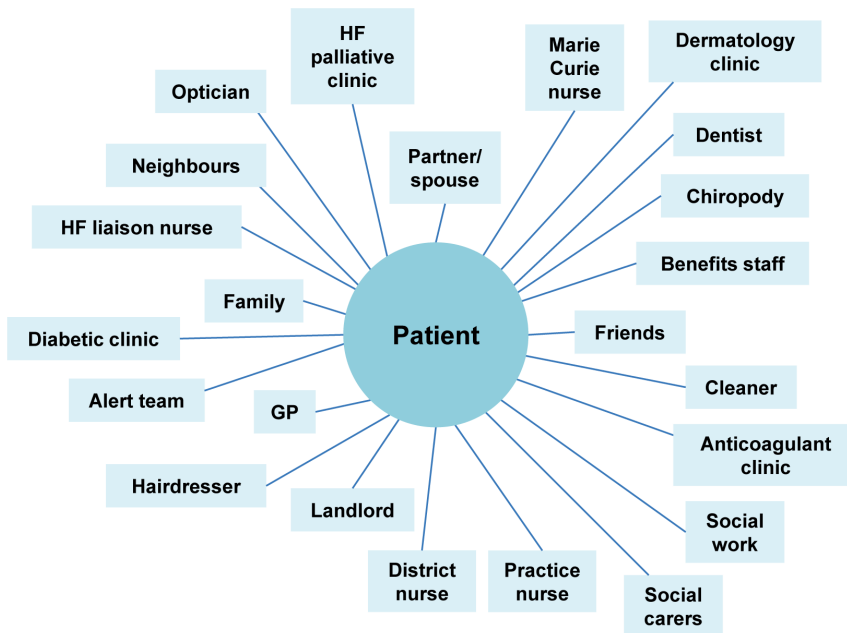 HF
palliative
clinic
Marie
Curie
nurse
Dermatology
clinic
Optician
Dentist
Partner/
spouse
Neighbours
Chiropody
HF liaison nurse
Benefits staff
Family
Patient
Friends
Diabetic clinic
Cleaner
Alert team
GP
Anticoagulant
clinic
Hairdresser
Landlord
Social
work
District
nurse
Practice
nurse
Social
carers